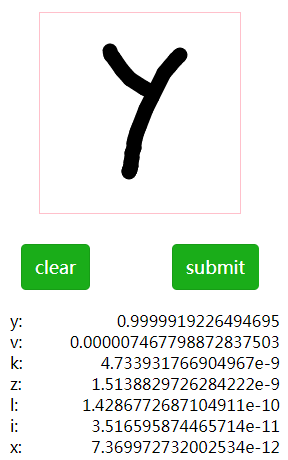 Y
clear submit
y: 0.9999919226494695
v: 0.000007467798872837503
k: 4.733931766904967e-9
z: 1.5138829726284222e-9
l: 1.4286772687104911e-10
i: 3.516595874465714e-11
x: 7.369972732002534e-12